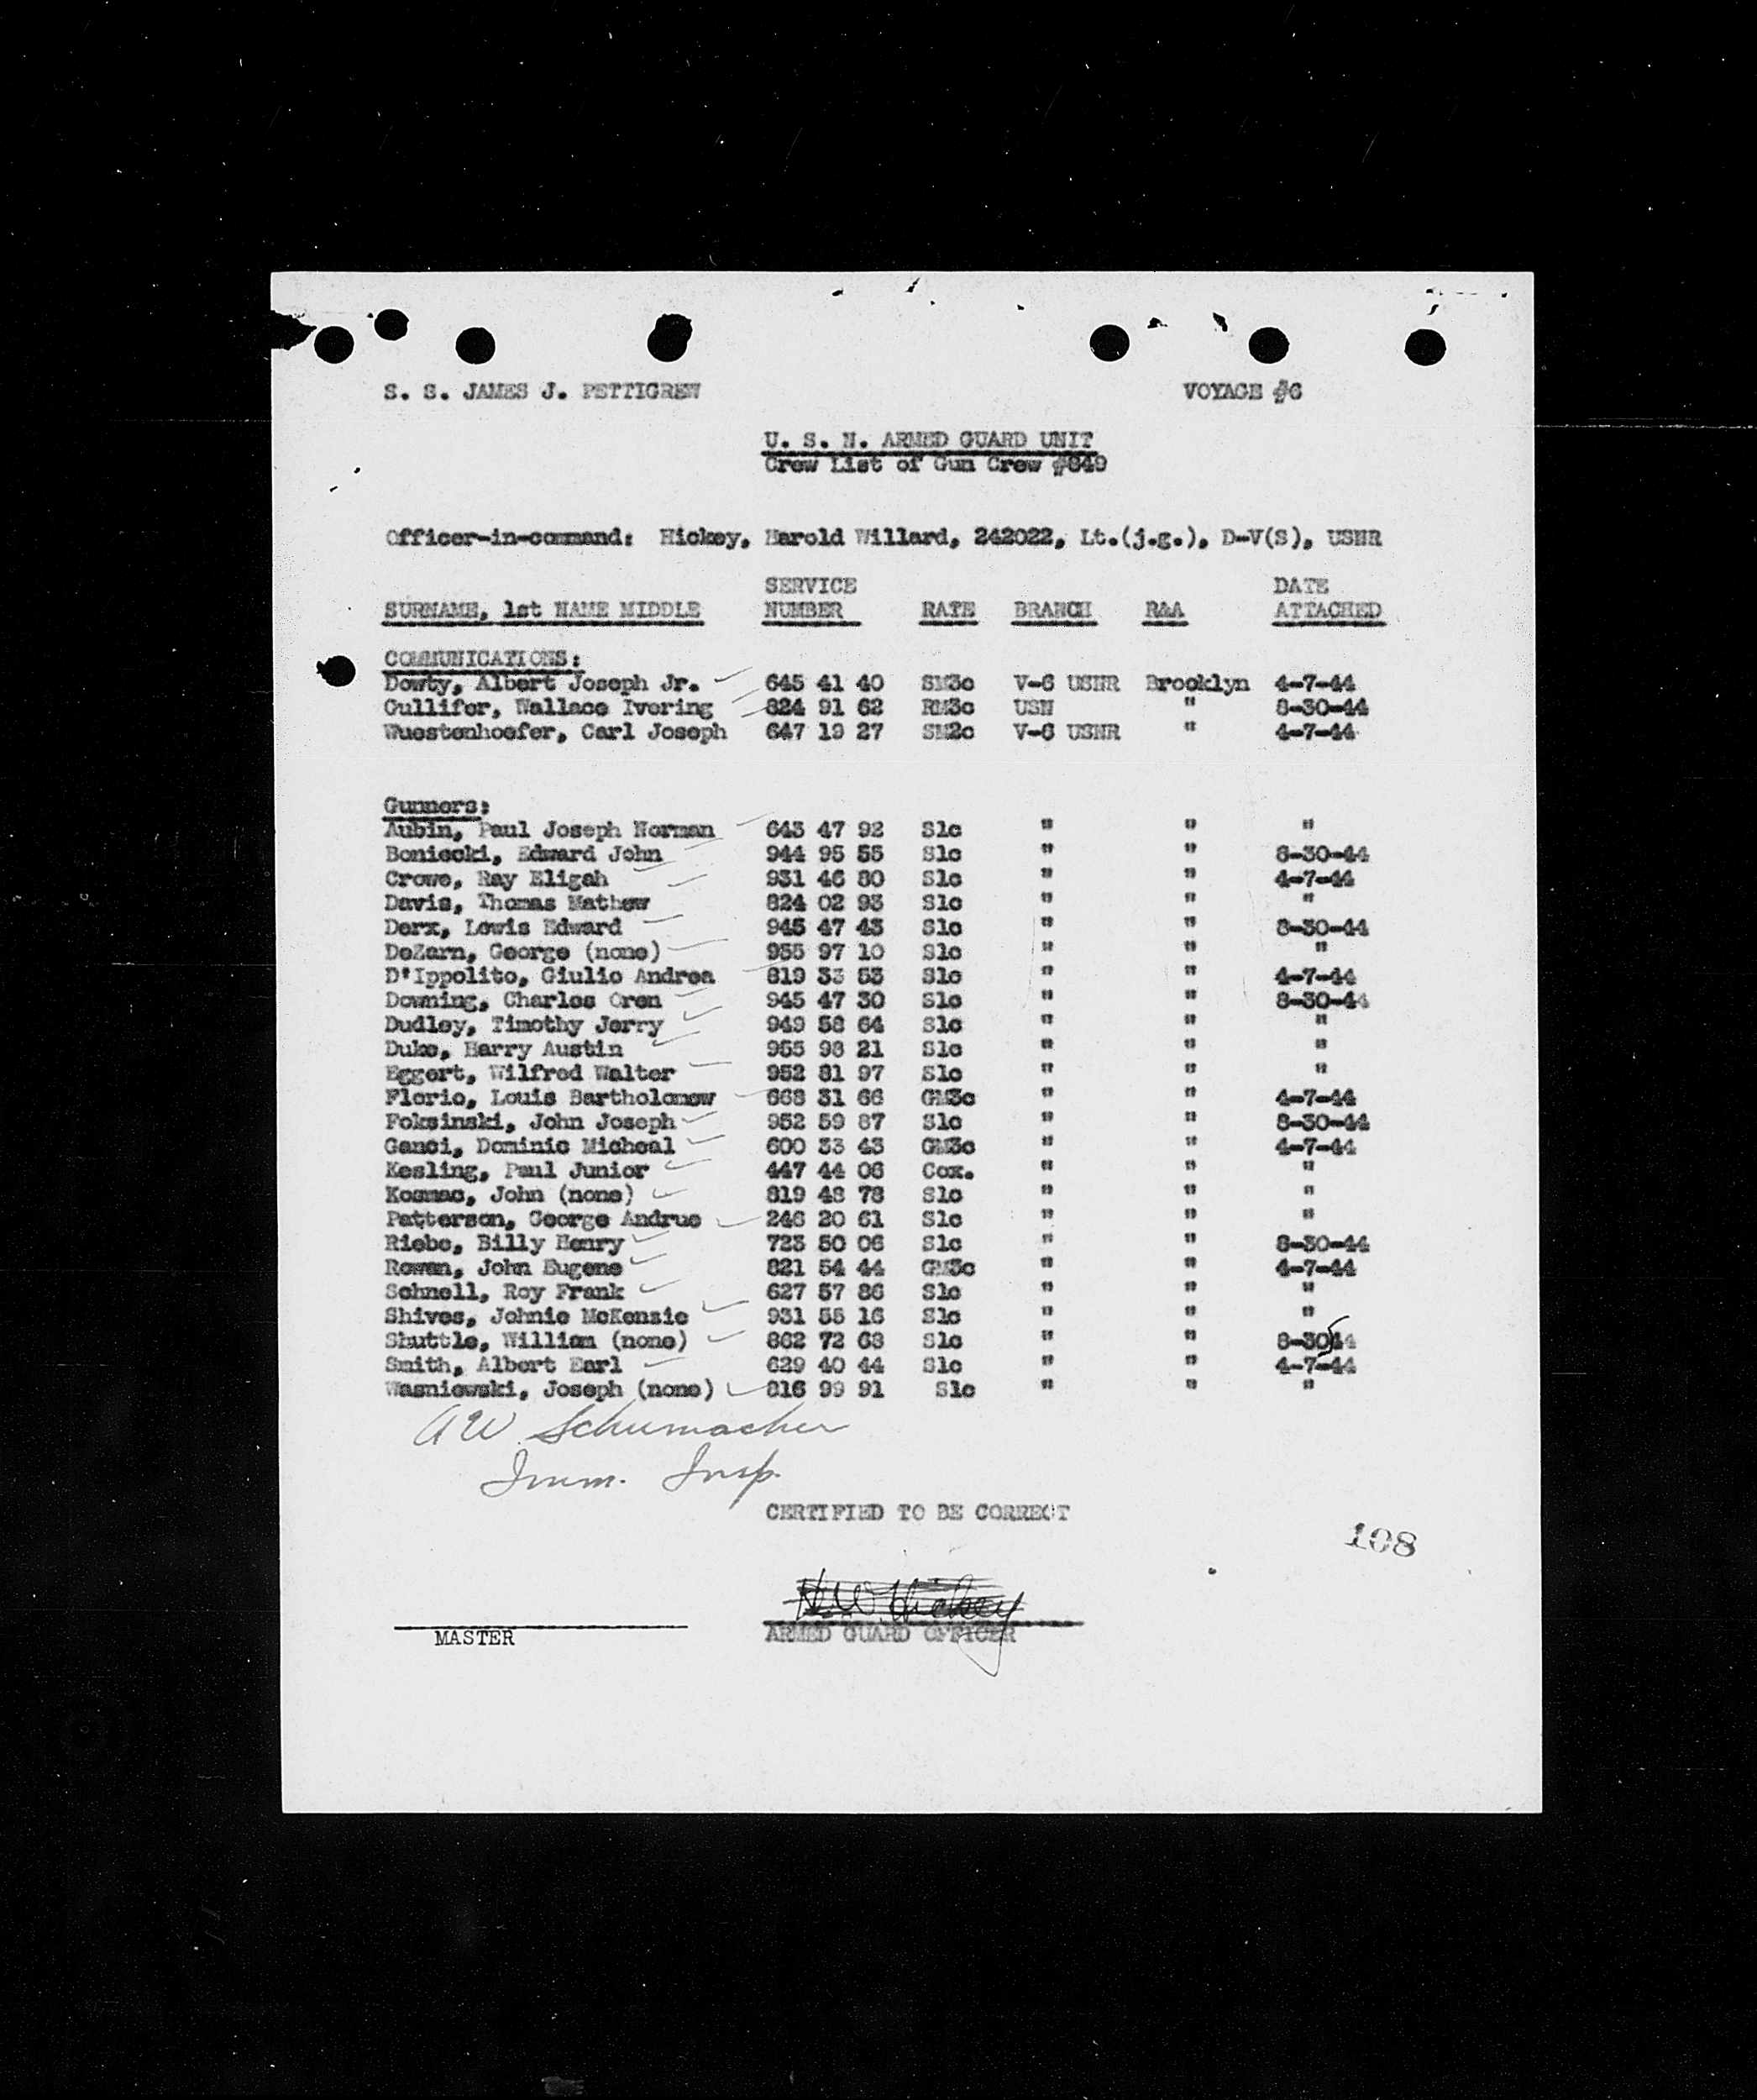 S. S. JAMES J. PETTIGREW VOYAGE #6
U. S. N. ARMED GUARD UNIT
Crew List of Gun Crew #849
Officer-in-command: Hickey, Harold Willard, 242022, Lt.(j.g.), D-V(S), USNR
SERVICE DATE
SURNAME, 1st NAME MIDDLE NUMBER RATE BRANCH R&A ATTACHED
COMMUNICATIONS:
Dowty, Albert Joseph Jr. 645 41 40 SM3c V-6 USNR Brooklyn 4-7-44
Gullifer, Wallace Ivering 824 91 62 RM3c USN " 8-30-44
Wuestenhoefer, Carl Joseph 647 19 27 SM2c V-6 USNR " 4-7-44
Gunners:
Aubin, Paul Joseph Norman 643 47 92 S1c " " "
Boniecki, Edward John 944 95 55 S1c " " 8-30-44
Crowe, Ray Eligah 931 46 80 S1c " " 4-7-44
Davis, Thomas Mathew 824 02 93 S1c " " "
Derx, Lewis Edward 945 47 43 S1c " " 8-30-44
DeZarn, George (none) 955 97 10 S1c " " "
D'Ippolito, Giulio Andrea 819 33 53 S1c " " 4-7-44
Downing, Charles Oren 945 47 30 S1c " " 8-30-44
Dudley, Timothy Jerry 949 58 64 S1c " " "
Duke, Harry Austin 955 98 21 S1c " " "
Eggert, Wilfred Walter 952 81 97 S1c " " "
Florio, Louis Bartholomew 668 31 66 GM3c " " 4-7-44
Foksinski, John Joseph 952 59 87 S1c " " 8-30-44
Ganci, Dominic Micheal 600 33 43 GM3c " " 4-7-44
Kesling, Paul Junior 447 44 06 Cox. " " "
Kosmac, John (none) 819 48 78 S1c " " "
Patterson, George Andrue 246 20 61 S1c " " "
Riebe, Billy Henry 723 50 06 S1c " " 8-30-44
Rowan, John Eugene 821 54 44 GM3c " " 4-7-44
Schnell, Roy Frank 627 57 86 S1c " " "
Shives, Johnie McKenzie 931 55 16 S1c " " "
Shuttle, William (none) 862 72 68 S1c " " 8-30-44
Smith, Albert Earl 629 40 44 S1c " " 4-7-44
Wasniewski, Joseph (none) 816 99 91 S1c " " "
A W Schumacher
Imm. Insp.
CERTIFIED TO BE CORRECT
108
H W Hickey
MASTER ARMED GUARD OFFICER